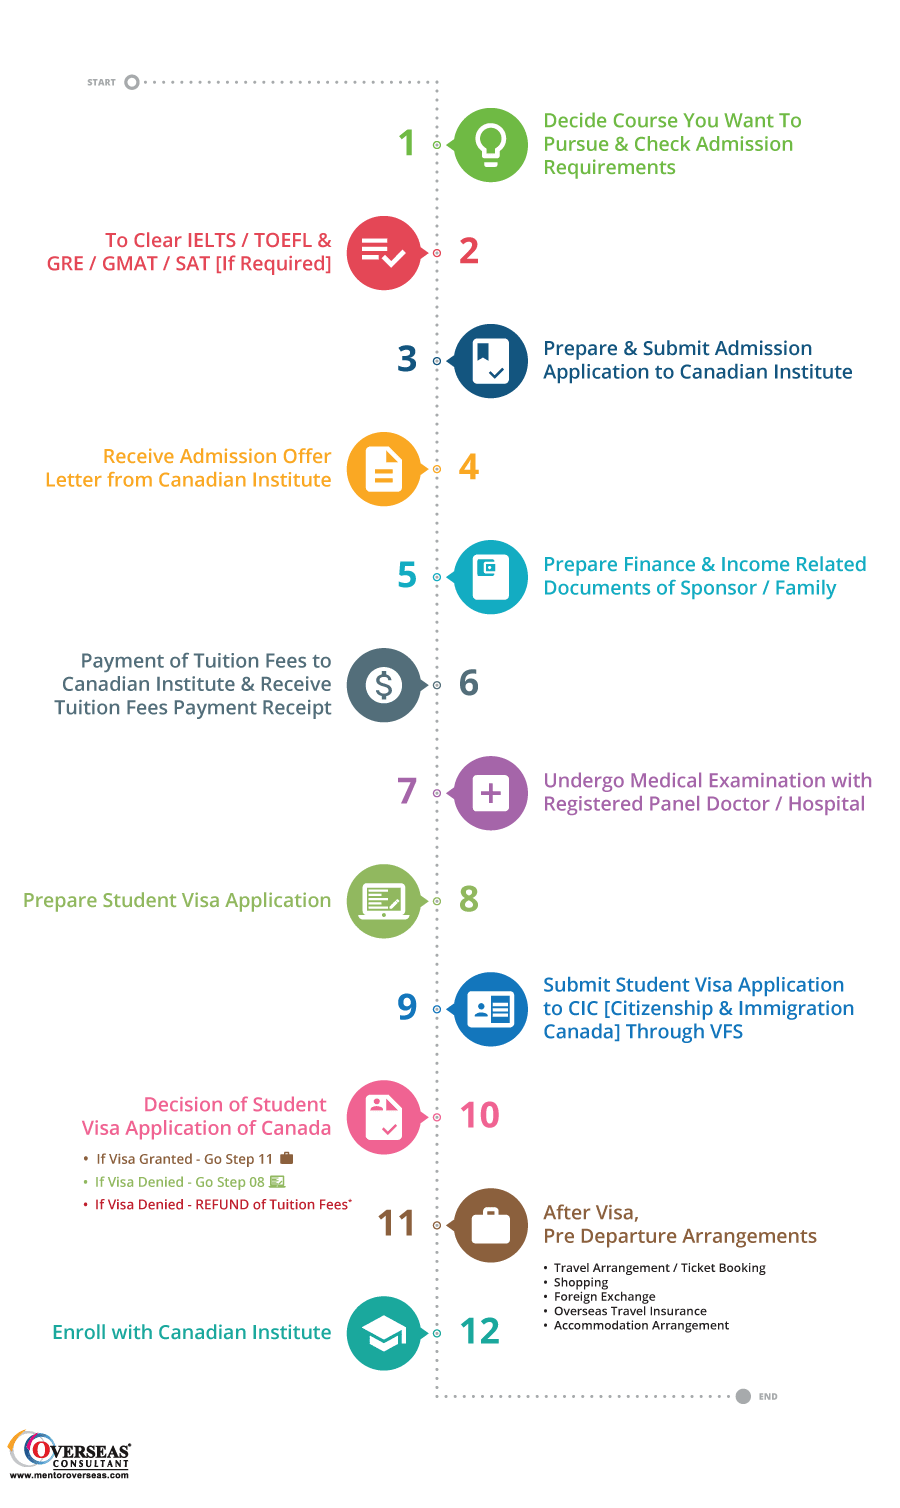 START
1
Decide Course You Want To
Pursue & Check Admission
Requirements
To Clear IELTS / TOEFL &
GRE / GMAT / SAT [If Required]
2
3
Prepare & Submit Admission
Application to Canadian Institute
Receive Admission Offer
Letter from Canadian Institute
4
5
Prepare Finance & Income Related
Documents of Sponsor / Family
Payment of Tuition Fees to
Canadian Institute & Receive
Tuition Fees Payment Receipt
6
7
Undergo Medical Examination with
Registered Panel Doctor / Hospital
Prepare Student Visa Application
8
9
Submit Student Visa Application
to CIC [Citizenship & Immigration
Canada] Through VFS
Decision of Student
Visa Application of Canada
• If Visa Granted - Go Step 11
• If Visa Denied - Go Step 08
• If Visa Denied - REFUND of Tuition Fees*
10
11
After Visa,
Pre Departure Arrangements
• Travel Arrangement / Ticket Booking
• Shopping
• Foreign Exchange
• Overseas Travel Insurance
• Accommodation Arrangement
Enroll with Canadian Institute
12
END
OVERSEAS
CONSULTANT
www.mentoroverseas.com